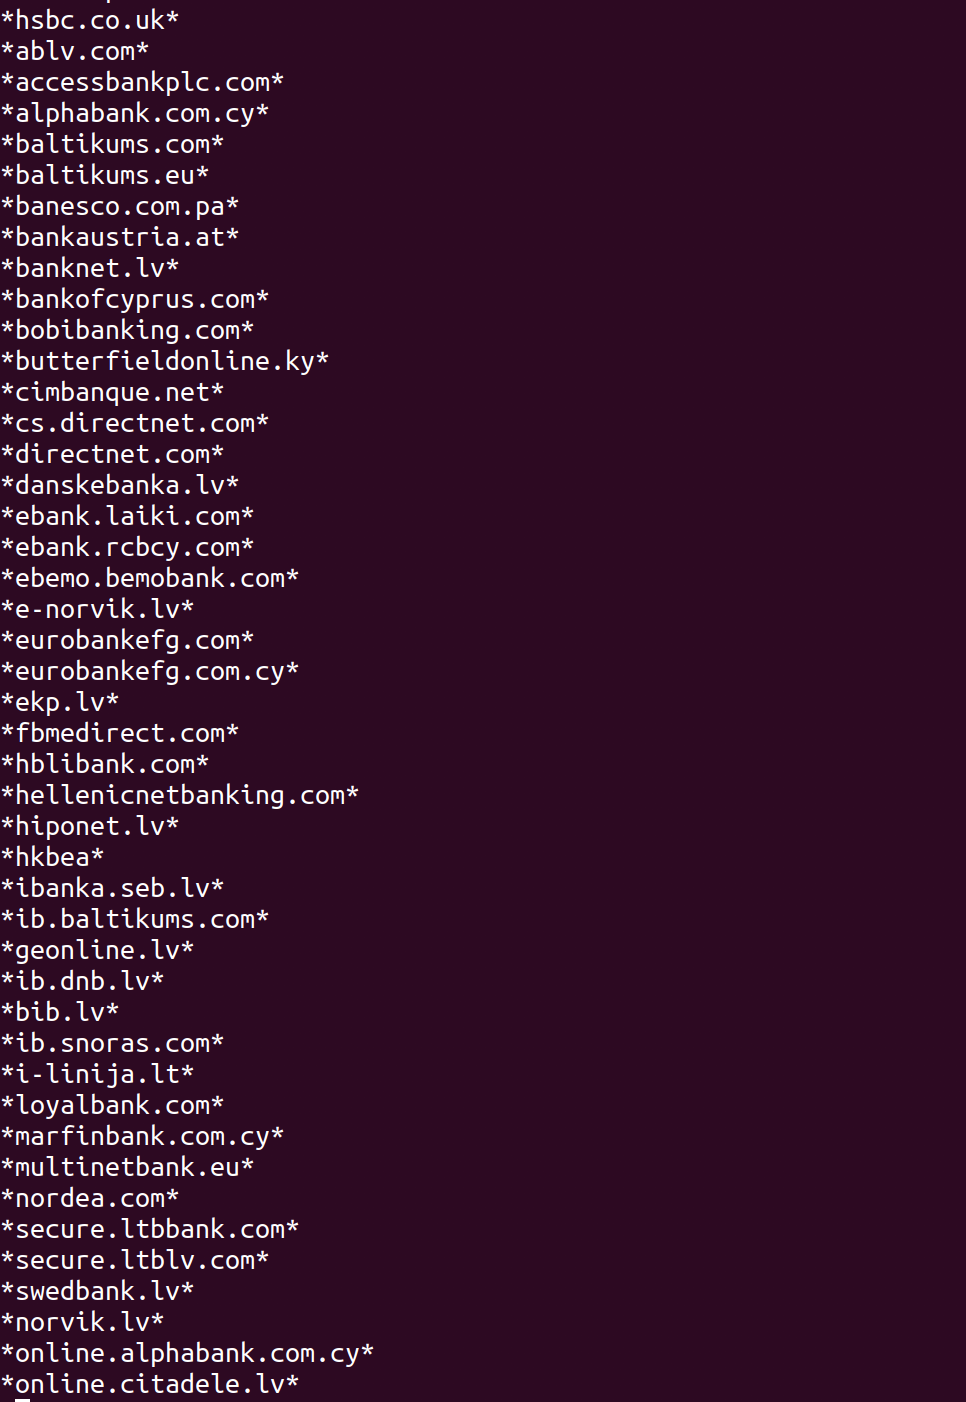 *hsbc.co.uk*
*ablv.com*
*accessbankplc.com*
*alphabank.com.cy*
*baltikums.com*
*baltikums.eu*
*banesco.com.pa*
*bankaustria.at*
*banknet.lv*
*bankofcyprus.com*
*bobibanking.com*
*butterfieldonline.ky*
*cimbanque.net*
*cs.directnet.com*
*directnet.com*
*danskebanka.lv*
*ebank.laiki.com*
*ebank.rcbcy.com*
*ebemo.bemobank.com*
*e-norvik.lv*
*eurobankefg.com*
*eurobankefg.com.cy*
*ekp.lv*
*fbmedirect.com*
*hblibank.com*
*hellenicnetbanking.com*
*hiponet.lv*
*hkbea*
*ibanka.seb.lv*
*ib.baltikums.com*
*geonline.lv*
*ib.dnb.lv*
*bib.lv*
*ib.snoras.com*
*i-linija.lt*
*loyalbank.com*
*marfinbank.com.cy*
*multinetbank.eu*
*nordea.com*
*secure.ltbbank.com*
*secure.ltblv.com*
*swedbank.lv*
*norvik.lv*
*online.alphabank.com.cy*
*online.citadele.lv*